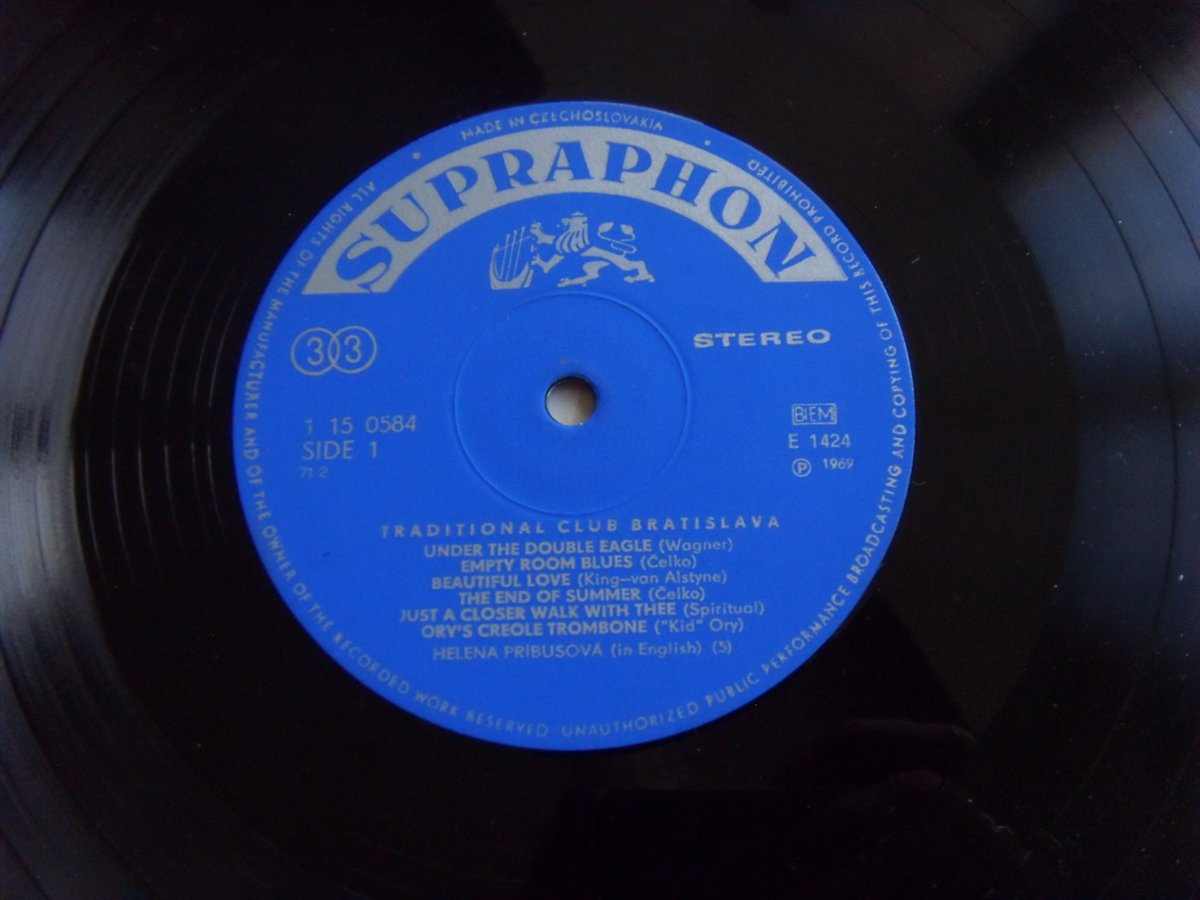 MADE IN CZECHOSLOVAKIA
SUPRAPHON
33
STEREO
1 15 0584
SIDE 1
71 2
BIEM
E 1424
Ⓟ 1969
TRADITIONAL CLUB BRATISLAVA
UNDER THE DOUBLE EAGLE (Wagner)
EMPTY ROOM BLUES (Čelko)
BEAUTIFUL LOVE (King—van Alstyne)
THE END OF SUMMER (Čelko)
JUST A CLOSER WALK WITH THEE (Spiritual)
ORY'S CREOLE TROMBONE ("Kid" Ory)
HELENA PRIBUSOVÁ (in English) (5)
ALL RIGHTS OF THE MANUFACTURER AND OF THE OWNER OF THE RECORDED WORK RESERVED UNAUTHORIZED PUBLIC PERFORMANCE BROADCASTING AND COPYING OF THIS RECORD PROHIBITED